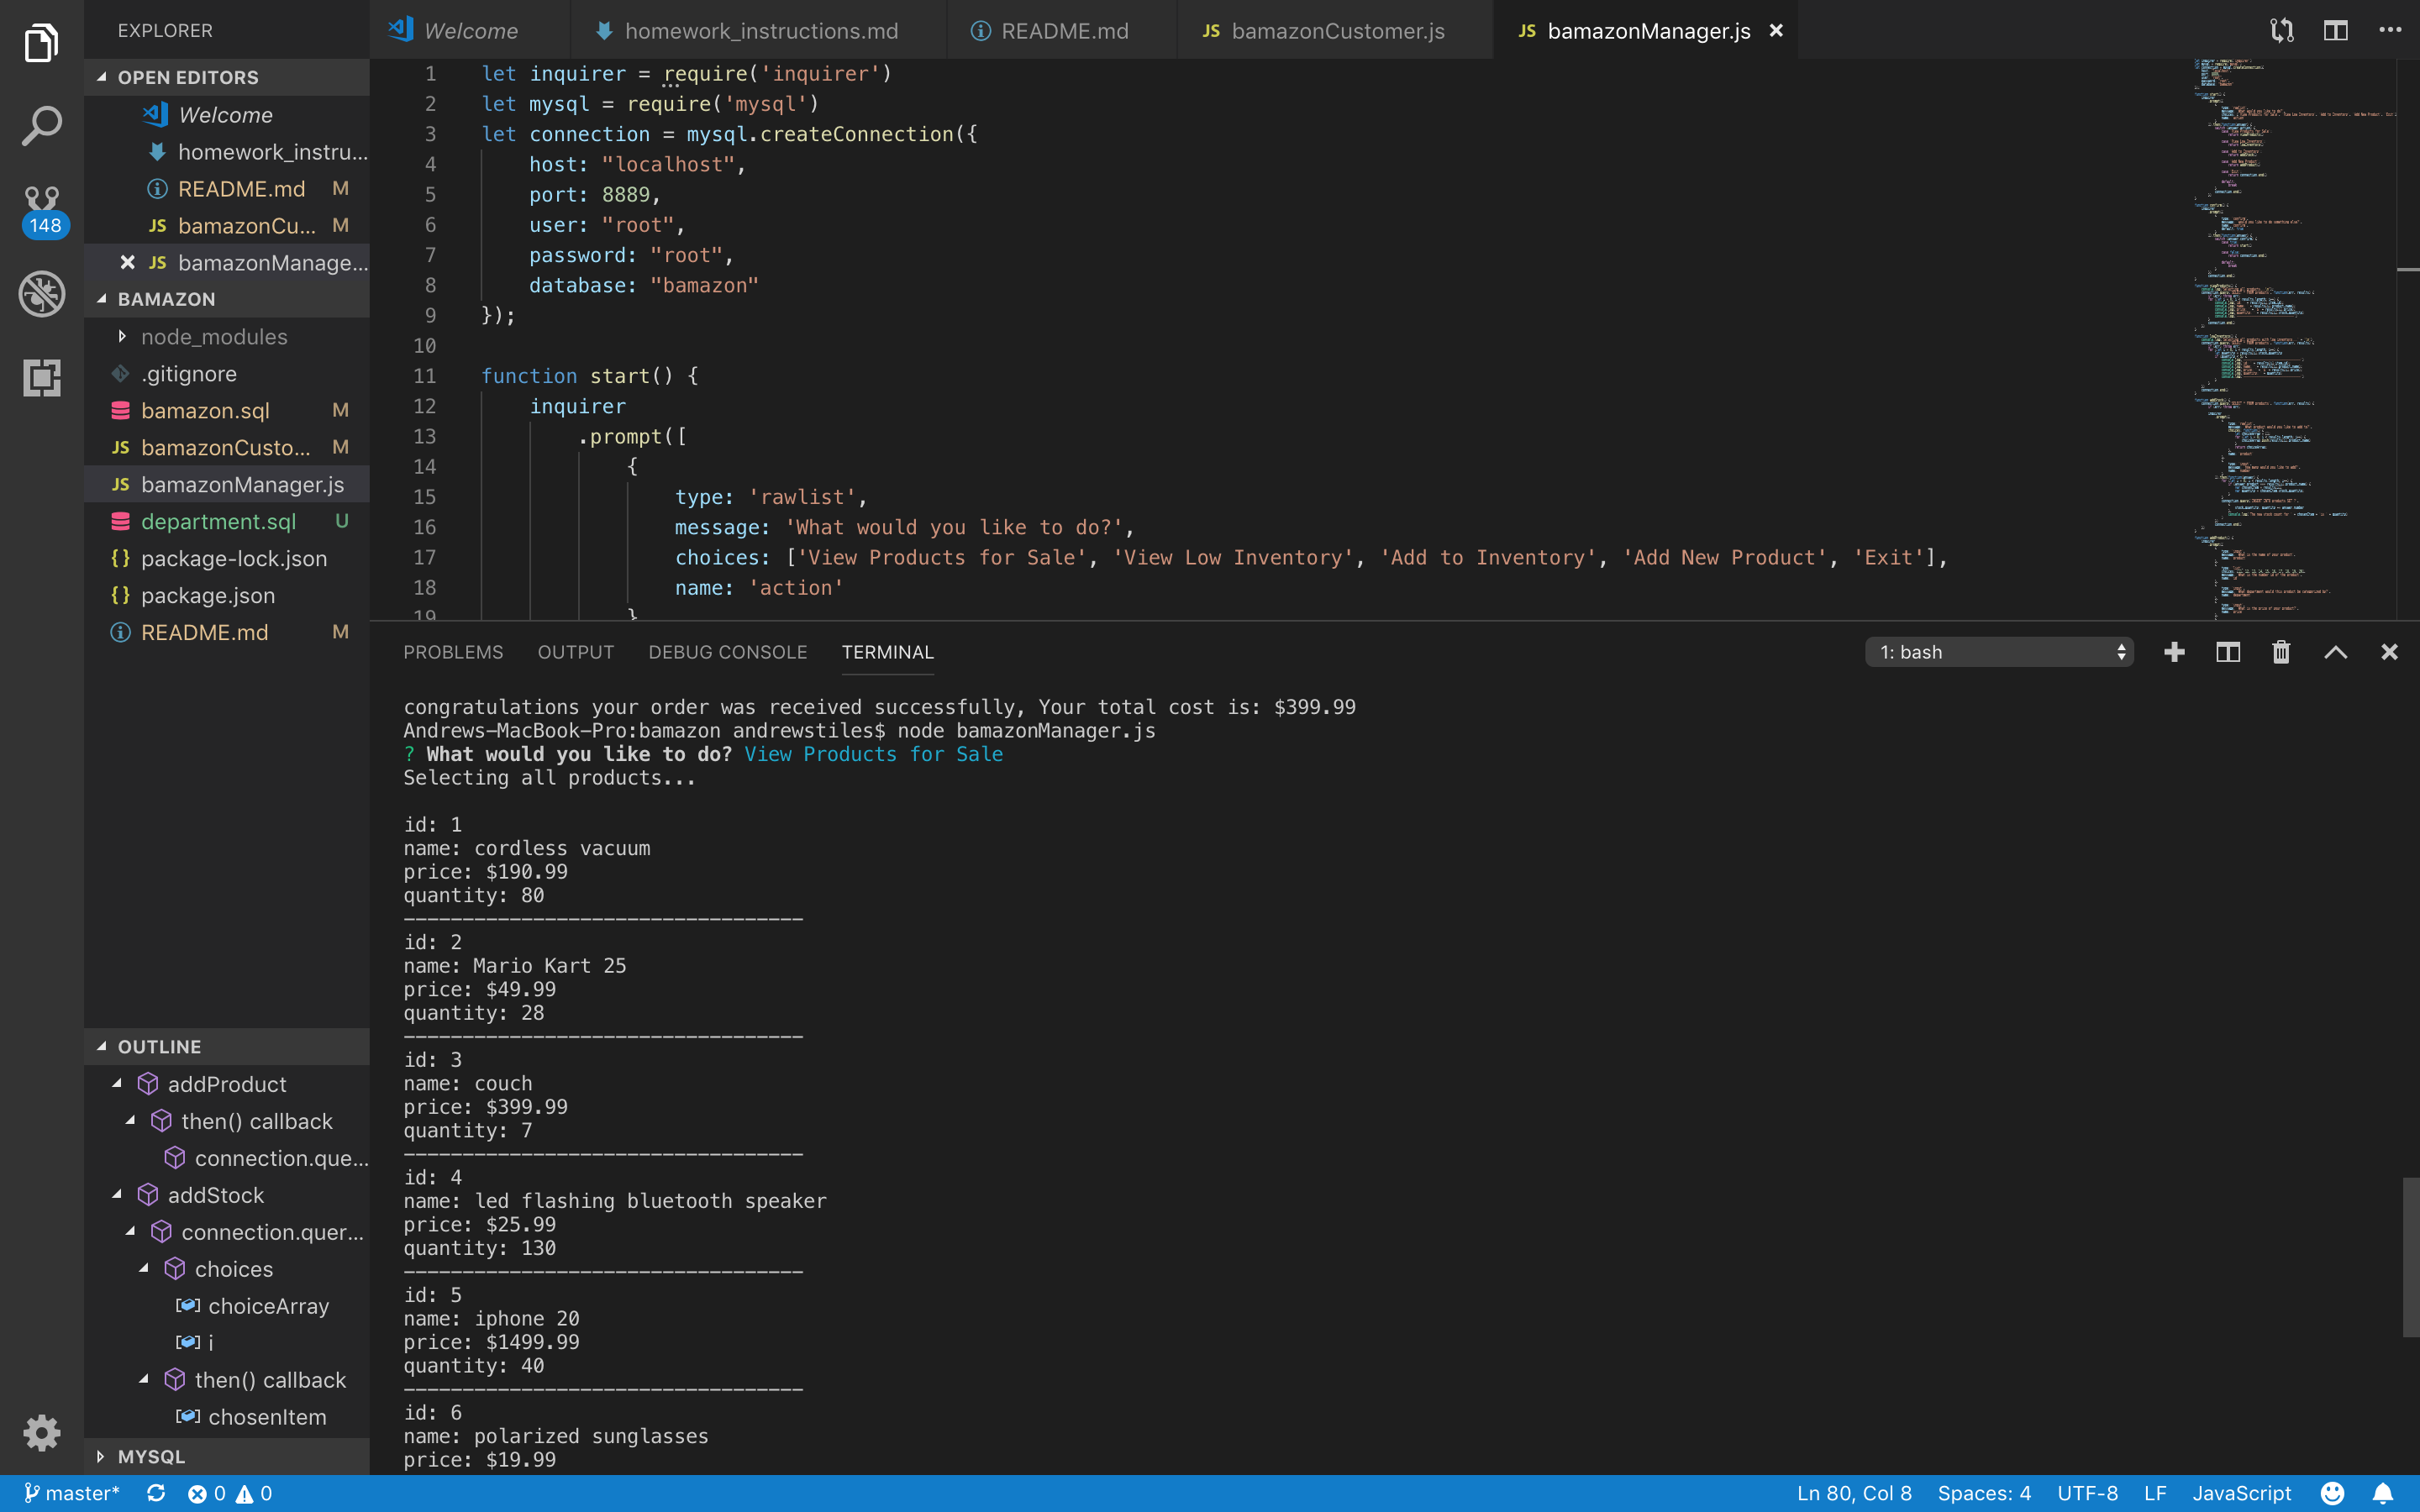 EXPLORER
OPEN EDITORS
Welcome
homework_instru...
README.md M
bamazonCu... M
bamazonManage...
BAMAZON
node_modules
.gitignore
bamazon.sql M
bamazonCusto... M
bamazonManager.js
department.sql U
package-lock.json
package.json
README.md M
148
OUTLINE
addProduct
then() callback
connection.que...
addStock
connection.quer...
choices
choiceArray
i
then() callback
chosenItem
MYSQL
Welcome homework_instructions.md README.md JS bamazonCustomer.js JS bamazonManager.js
1 let inquirer = require('inquirer')
2 let mysql = require('mysql')
3 let connection = mysql.createConnection({
4 host: "localhost",
5 port: 8889,
6 user: "root",
7 password: "root",
8 database: "bamazon"
9 });
10
11 function start() {
12 inquirer
13 .prompt([
14 {
15 type: 'rawlist',
16 message: 'What would you like to do?',
17 choices: ['View Products for Sale', 'View Low Inventory', 'Add to Inventory', 'Add New Product', 'Exit'],
18 name: 'action'
19 }
PROBLEMS OUTPUT DEBUG CONSOLE TERMINAL 1: bash
congratulations your order was received successfully, Your total cost is: $399.99
Andrews-MacBook-Pro:bamazon andrewstiles$ node bamazonManager.js
? What would you like to do? View Products for Sale
Selecting all products...
id: 1
name: cordless vacuum
price: $190.99
quantity: 80
----------------------------------
id: 2
name: Mario Kart 25
price: $49.99
quantity: 28
----------------------------------
id: 3
name: couch
price: $399.99
quantity: 7
----------------------------------
id: 4
name: led flashing bluetooth speaker
price: $25.99
quantity: 130
----------------------------------
id: 5
name: iphone 20
price: $1499.99
quantity: 40
----------------------------------
id: 6
name: polarized sunglasses
price: $19.99
master* 0 0 Ln 80, Col 8 Spaces: 4 UTF-8 LF JavaScript